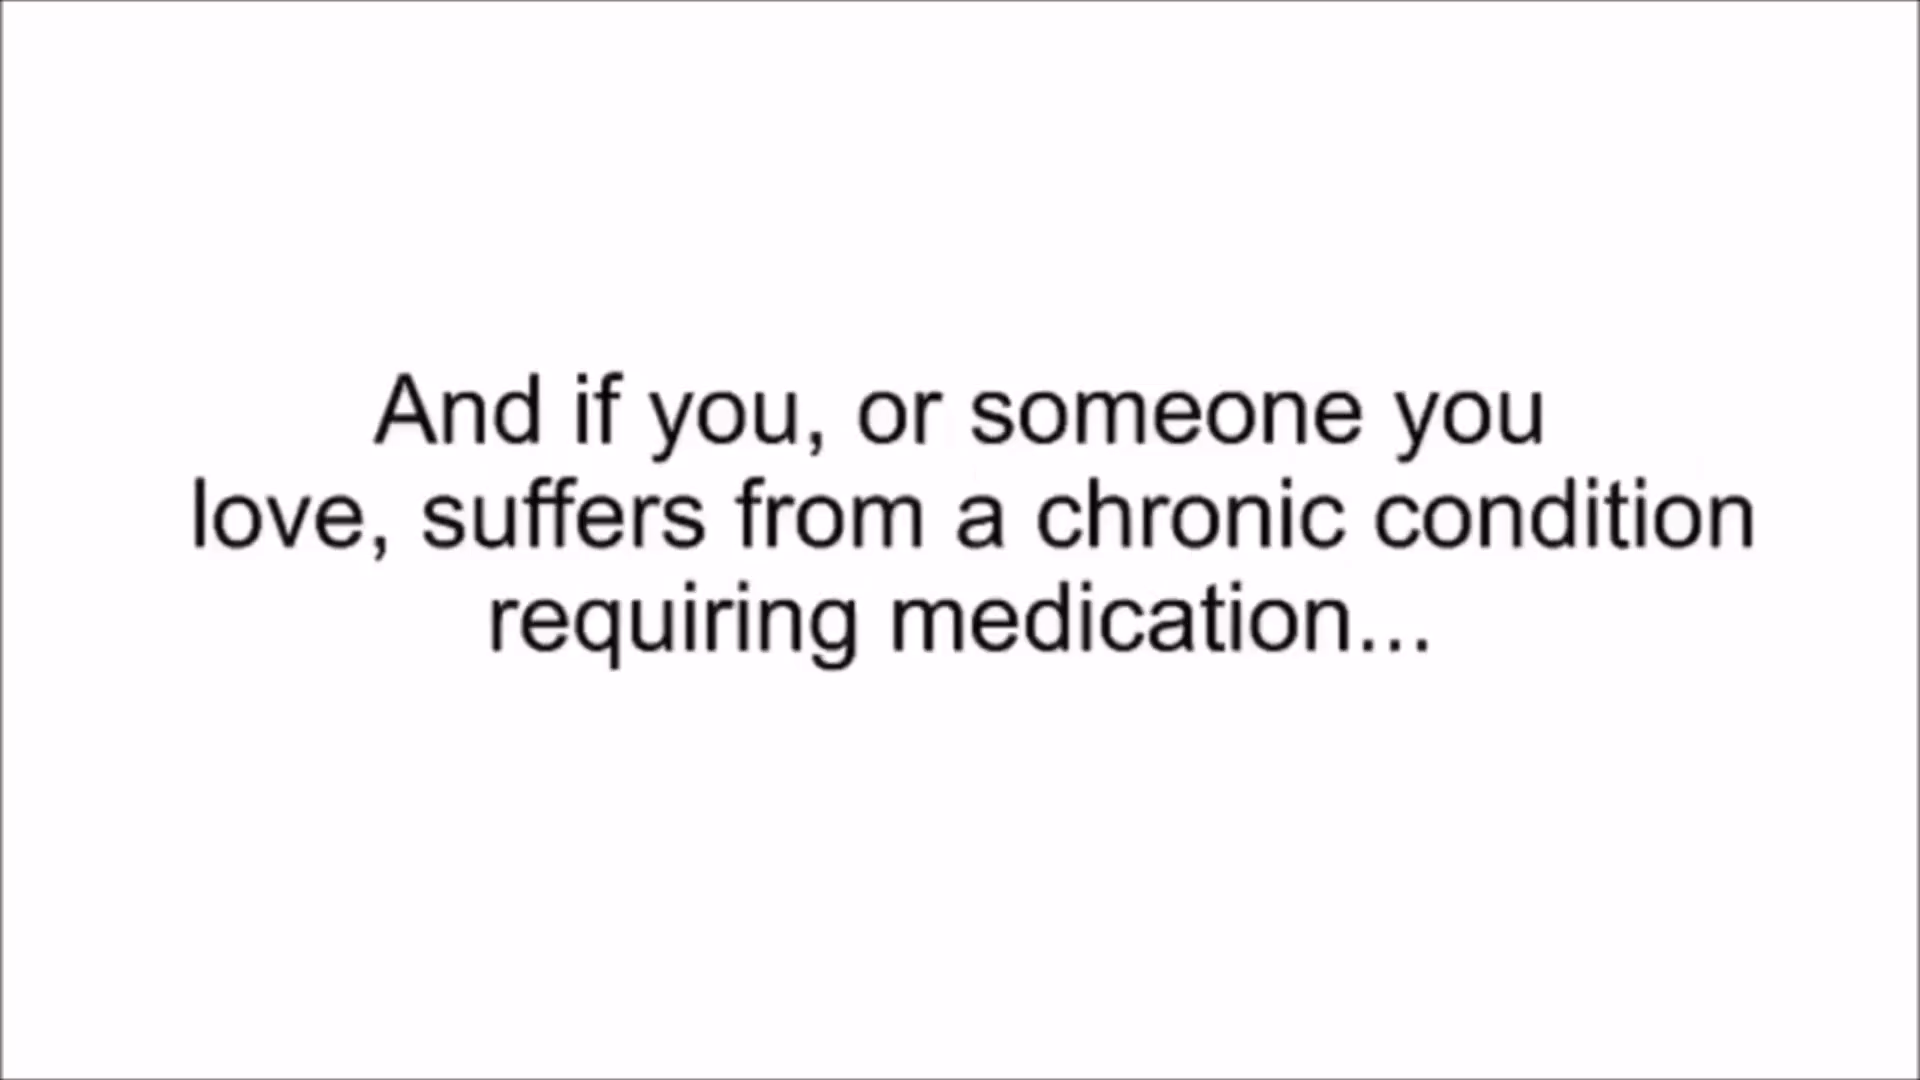 And if you, or someone you
love, suffers from a chronic condition
requiring medication...